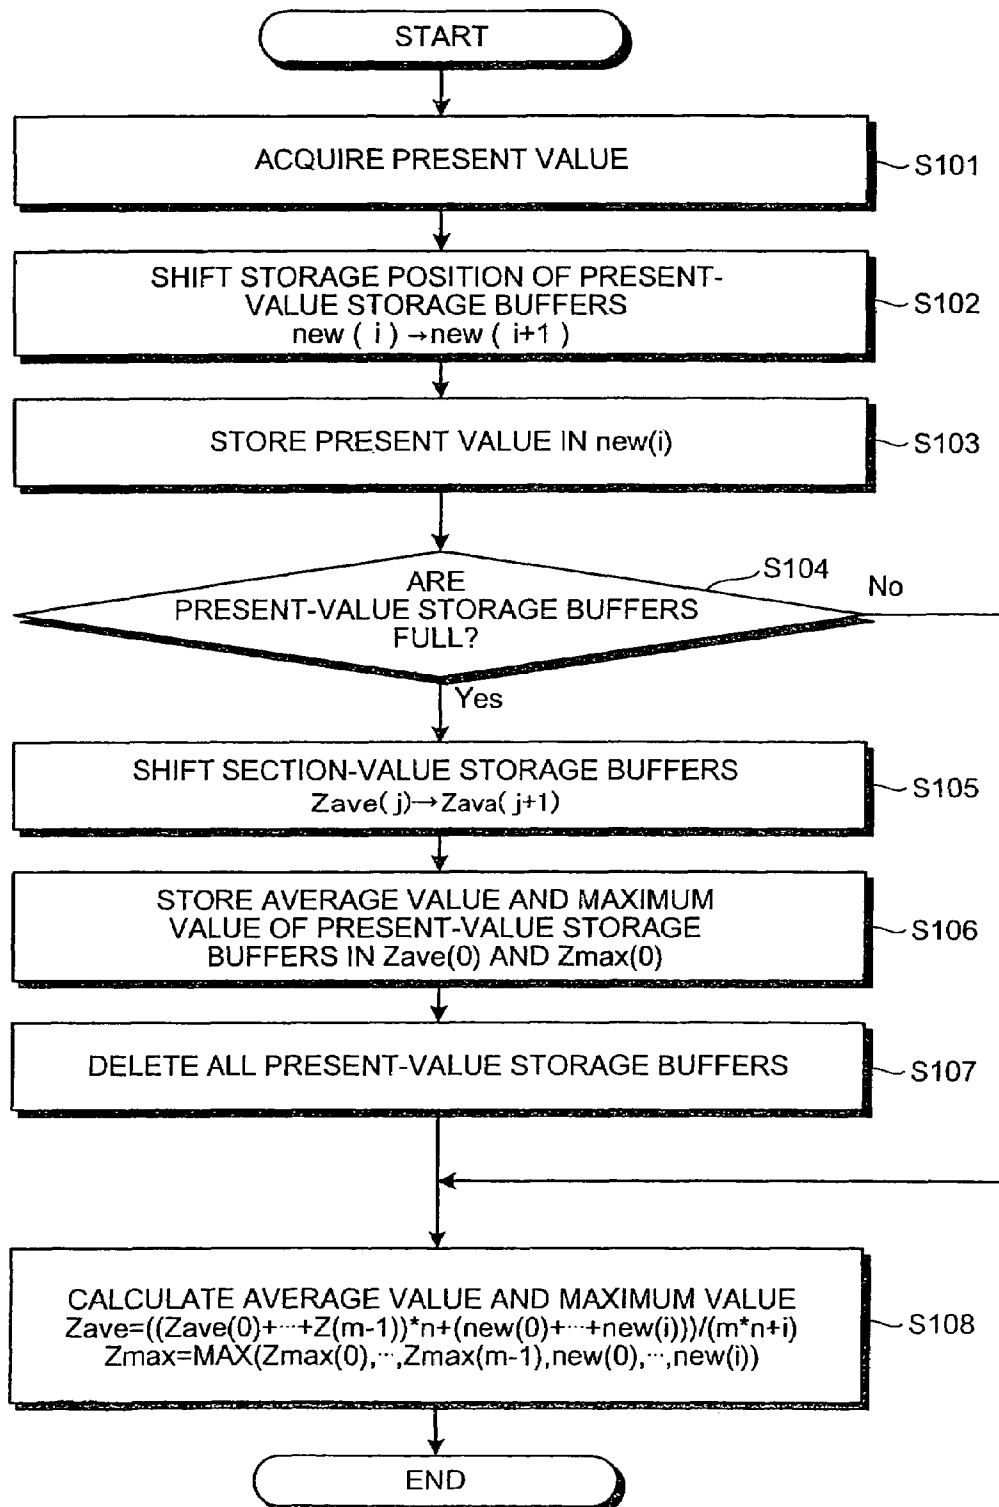 START
ACQUIRE PRESENT VALUE
S101
SHIFT STORAGE POSITION OF PRESENT-
VALUE STORAGE BUFFERS
new ( i ) →new ( i+1 )
S102
STORE PRESENT VALUE IN new(i)
S103
ARE
PRESENT-VALUE STORAGE BUFFERS
FULL?
S104
No
Yes
SHIFT SECTION-VALUE STORAGE BUFFERS
Zave( j)→Zava( j+1)
S105
STORE AVERAGE VALUE AND MAXIMUM
VALUE OF PRESENT-VALUE STORAGE
BUFFERS IN Zave(0) AND Zmax(0)
S106
DELETE ALL PRESENT-VALUE STORAGE BUFFERS
S107
CALCULATE AVERAGE VALUE AND MAXIMUM VALUE
Zave=((Zave(0)+···+Z(m-1))*n+(new(0)+···+new(i)))/(m*n+i)
Zmax=MAX(Zmax(0),···,Zmax(m-1),new(0),···,new(i))
S108
END